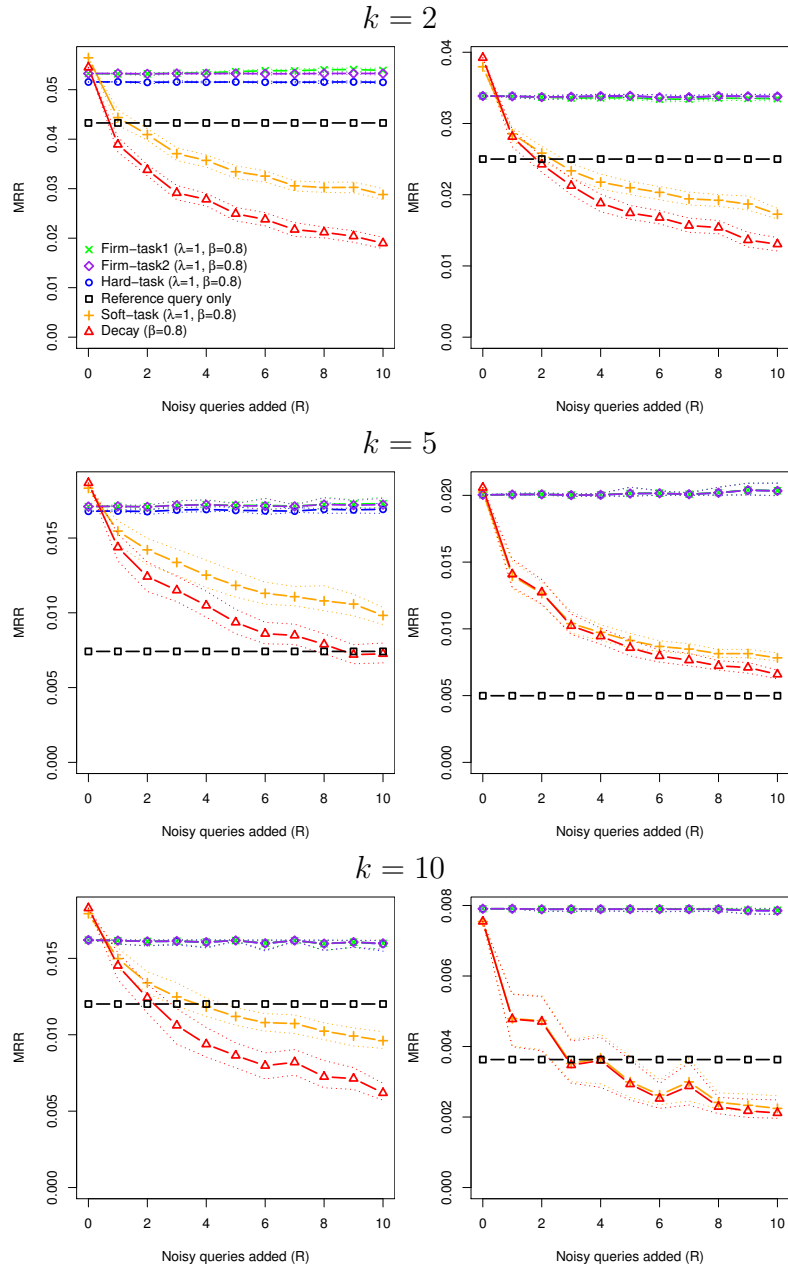 k = 2
MRR
0.00 0.01 0.02 0.03 0.04 0.05
Firm-task1 (λ=1, β=0.8)
Firm-task2 (λ=1, β=0.8)
Hard-task (λ=1, β=0.8)
Reference query only
Soft-task (λ=1, β=0.8)
Decay (β=0.8)
0 2 4 6 8 10
Noisy queries added (R)
MRR
0.00 0.01 0.02 0.03 0.04
0 2 4 6 8 10
Noisy queries added (R)
k = 5
MRR
0.000 0.005 0.010 0.015
0 2 4 6 8 10
Noisy queries added (R)
MRR
0.000 0.005 0.010 0.015 0.020
0 2 4 6 8 10
Noisy queries added (R)
k = 10
MRR
0.000 0.005 0.010 0.015
0 2 4 6 8 10
Noisy queries added (R)
MRR
0.000 0.002 0.004 0.006 0.008
0 2 4 6 8 10
Noisy queries added (R)